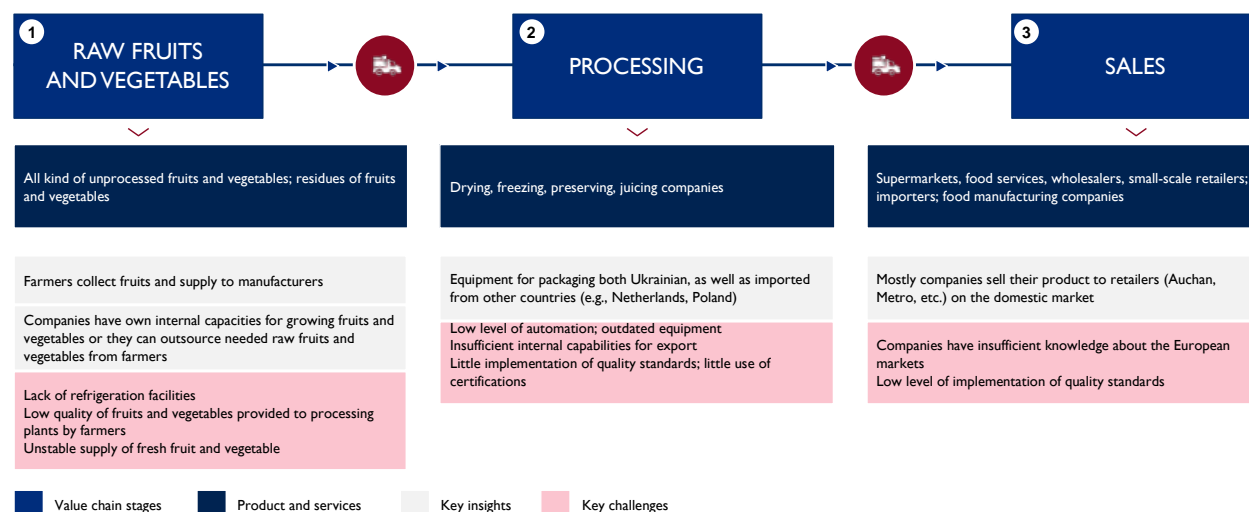 1
RAW FRUITS
AND VEGETABLES
2
PROCESSING
3
SALES
All kind of unprocessed fruits and vegetables; residues of fruits
and vegetables
Drying, freezing, preserving, juicing companies
Supermarkets, food services, wholesalers, small-scale retailers;
importers; food manufacturing companies
Farmers collect fruits and supply to manufacturers
Companies have own internal capacities for growing fruits and
vegetables or they can outsource needed raw fruits and
vegetables from farmers
Lack of refrigeration facilities
Low quality of fruits and vegetables provided to processing
plants by farmers
Unstable supply of fresh fruit and vegetable
Equipment for packaging both Ukrainian, as well as imported
from other countries (e.g., Netherlands, Poland)
Low level of automation; outdated equipment
Insufficient internal capabilities for export
Little implementation of quality standards; little use of
certifications
Mostly companies sell their product to retailers (Auchan,
Metro, etc.) on the domestic market
Companies have insufficient knowledge about the European
markets
Low level of implementation of quality standards
Value chain stages
Product and services
Key insights
Key challenges